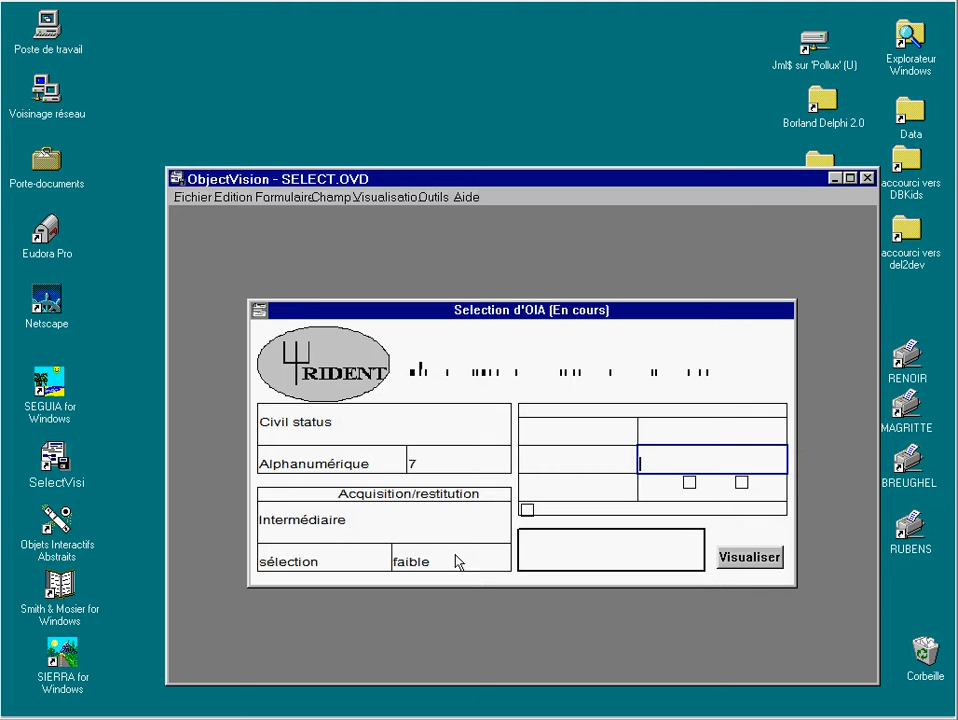 Poste de travail
Voisinage réseau
Porte-documents
Eudora Pro
Netscape
SEGUIA for
Windows
SelectVisi
Objets Interactifs
Abstraits
Smith & Mosier for
Windows
SIERRA for
Windows
Jml$ sur 'Pollux' (U)
Borland Delphi 2.0
Explorateur
Windows
Data
accourci vers
DBKids
accourci vers
del2dev
RENOIR
MAGRITTE
BREUGHEL
RUBENS
Corbeille
ObjectVision - SELECT.OVD
Fichier Edition Formulaire Champ Visualisatio Outils Aide
Selection d'OIA (En cours)
TRIDENT
Civil status
Alphanumérique 7
Acquisition/restitution
Intermédiaire
sélection faible
Visualiser